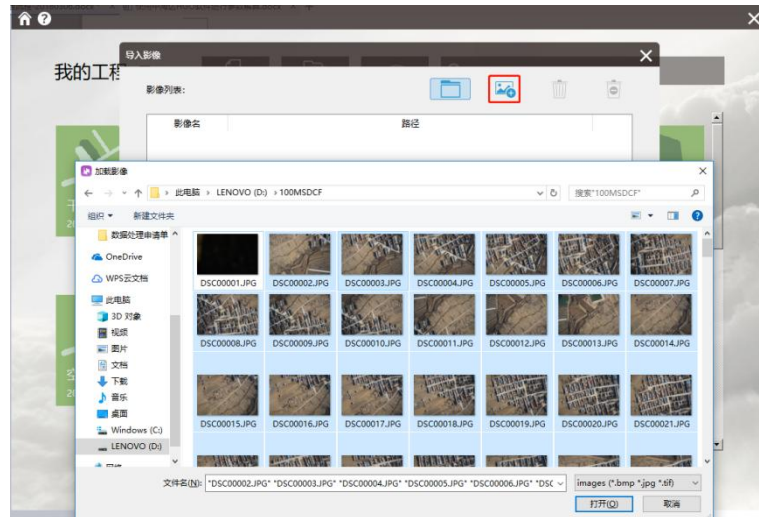 导入影像
我的工程
影像列表:
影像名 路径
加载影像
此电脑 > LENOVO (D:) > 100MSDCF
搜索"100MSDCF"
组织 新建文件夹
数据处理申请单
OneDrive
WPS云文档
此电脑
3D 对象
视频
图片
文档
下载
音乐
桌面
Windows (C:)
LENOVO (D:)
DSC00001.JPG DSC00002.JPG DSC00003.JPG DSC00004.JPG DSC00005.JPG DSC00006.JPG DSC00007.JPG
DSC00008.JPG DSC00009.JPG DSC00010.JPG DSC00011.JPG DSC00012.JPG DSC00013.JPG DSC00014.JPG
DSC00015.JPG DSC00016.JPG DSC00017.JPG DSC00018.JPG DSC00019.JPG DSC00020.JPG DSC00021.JPG
文件名(N): "DSC00002.JPG" "DSC00003.JPG" "DSC00004.JPG" "DSC00005.JPG" "DSC00006.JPG" "DSC
images (*.bmp *.jpg *.tif)
打开(O) 取消